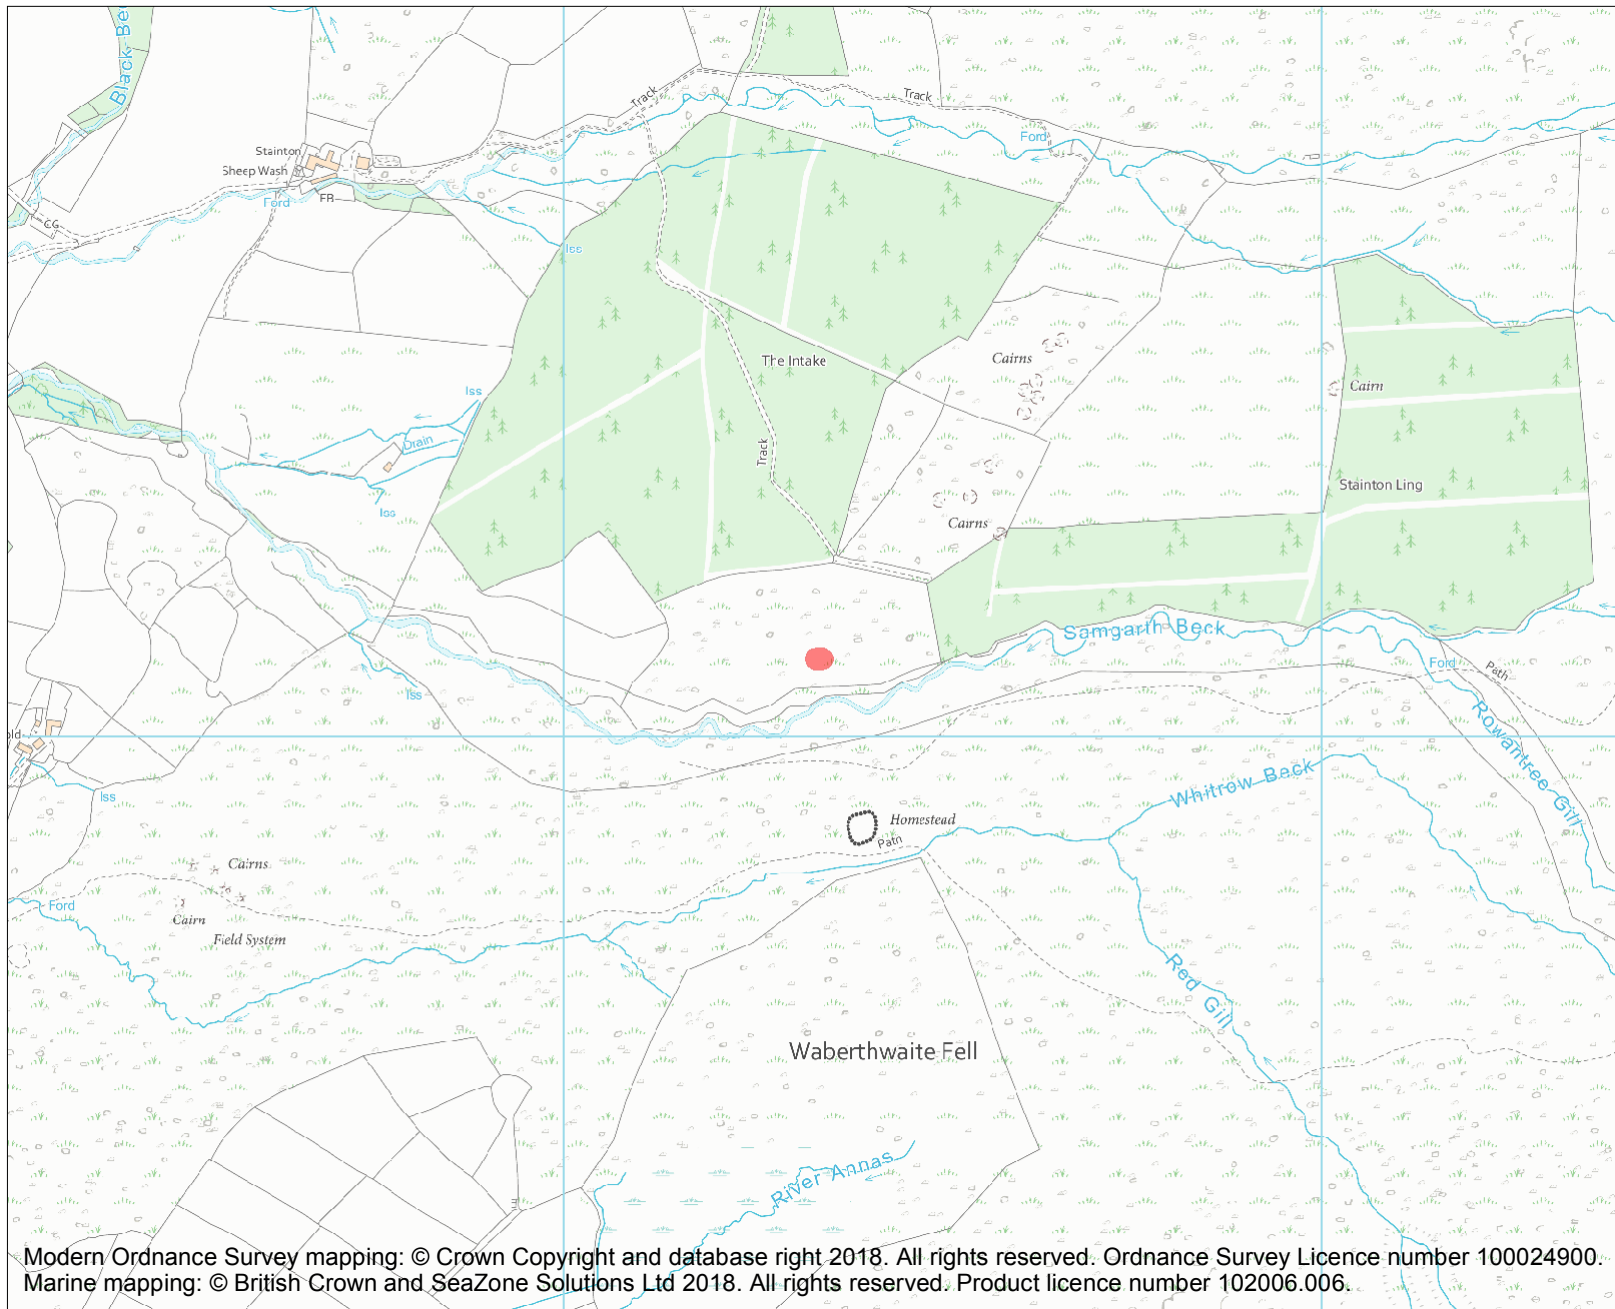 Black Be
Track
Track
Ford
Stainton
Sheep Wash
Ford
FB
CG
Iss
The Intake
Cairns
Cairn
Iss
Drain
Track
Stainton Ling
Iss
Cairns
Samgarth Beck
Ford
Path
Iss
Rowantree Gill
old
Whitrow Beck
Iss
Homestead
Path
Cairns
Ford
Cairn
Field System
Red Gill
Waberthwaite Fell
River Annas
Modern Ordnance Survey mapping: © Crown Copyright and database right 2018. All rights reserved. Ordnance Survey Licence number 100024900.
Marine mapping: © British Crown and SeaZone Solutions Ltd 2018. All rights reserved. Product licence number 102006.006.